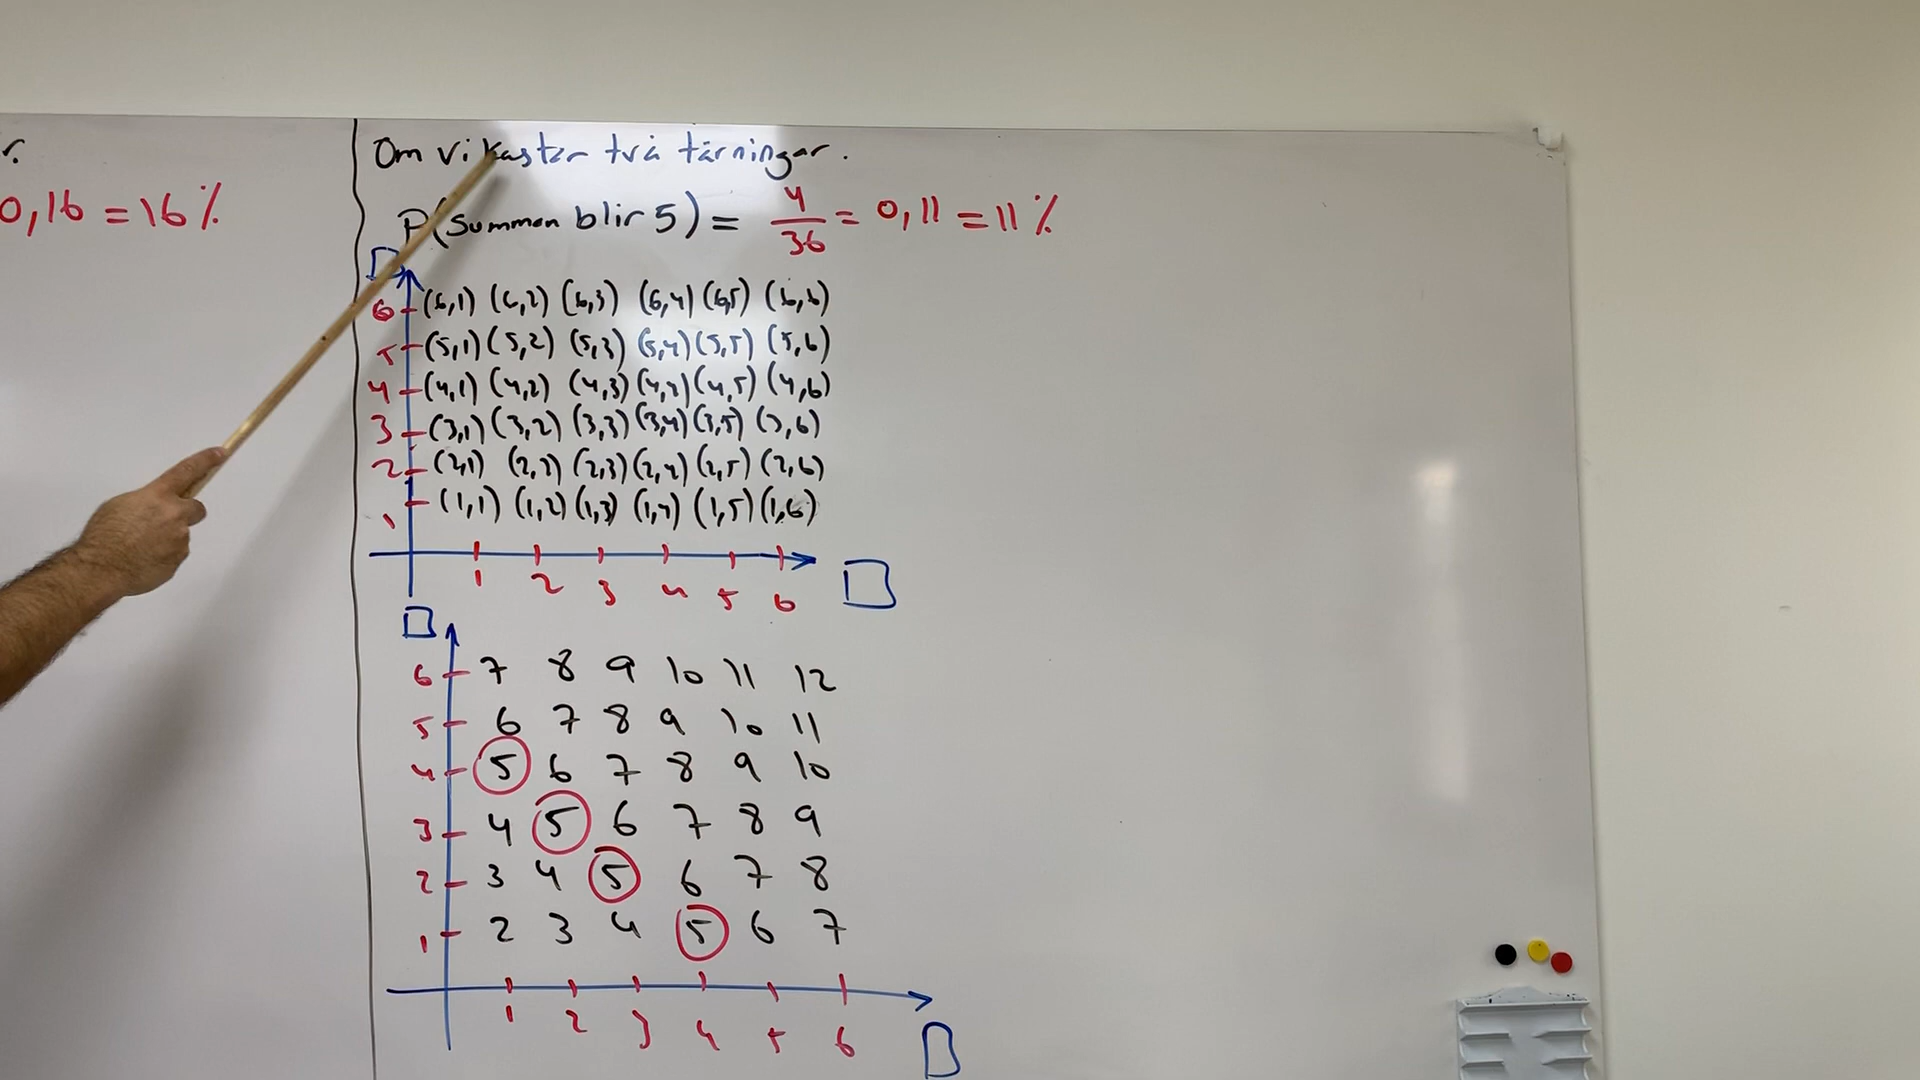 r.
0,16 = 16 %
Om vi kastar två tärningar.
P(Summan blir 5) = 4/36 = 0,11 = 11 %
6 (6,1) (6,2) (6,3) (6,4) (6,5) (6,6)
5 (5,1) (5,2) (5,3) (5,4) (5,5) (5,6)
4 (4,1) (4,2) (4,3) (4,4) (4,5) (4,6)
3 (3,1) (3,2) (3,3) (3,4) (3,5) (3,6)
2 (2,1) (2,2) (2,3) (2,4) (2,5) (2,6)
1 (1,1) (1,2) (1,3) (1,4) (1,5) (1,6)
1 2 3 4 5 6
6 7 8 9 10 11 12
5 6 7 8 9 10 11
4 5 6 7 8 9 10
3 4 5 6 7 8 9
2 3 4 5 6 7 8
1 2 3 4 5 6 7
1 2 3 4 5 6